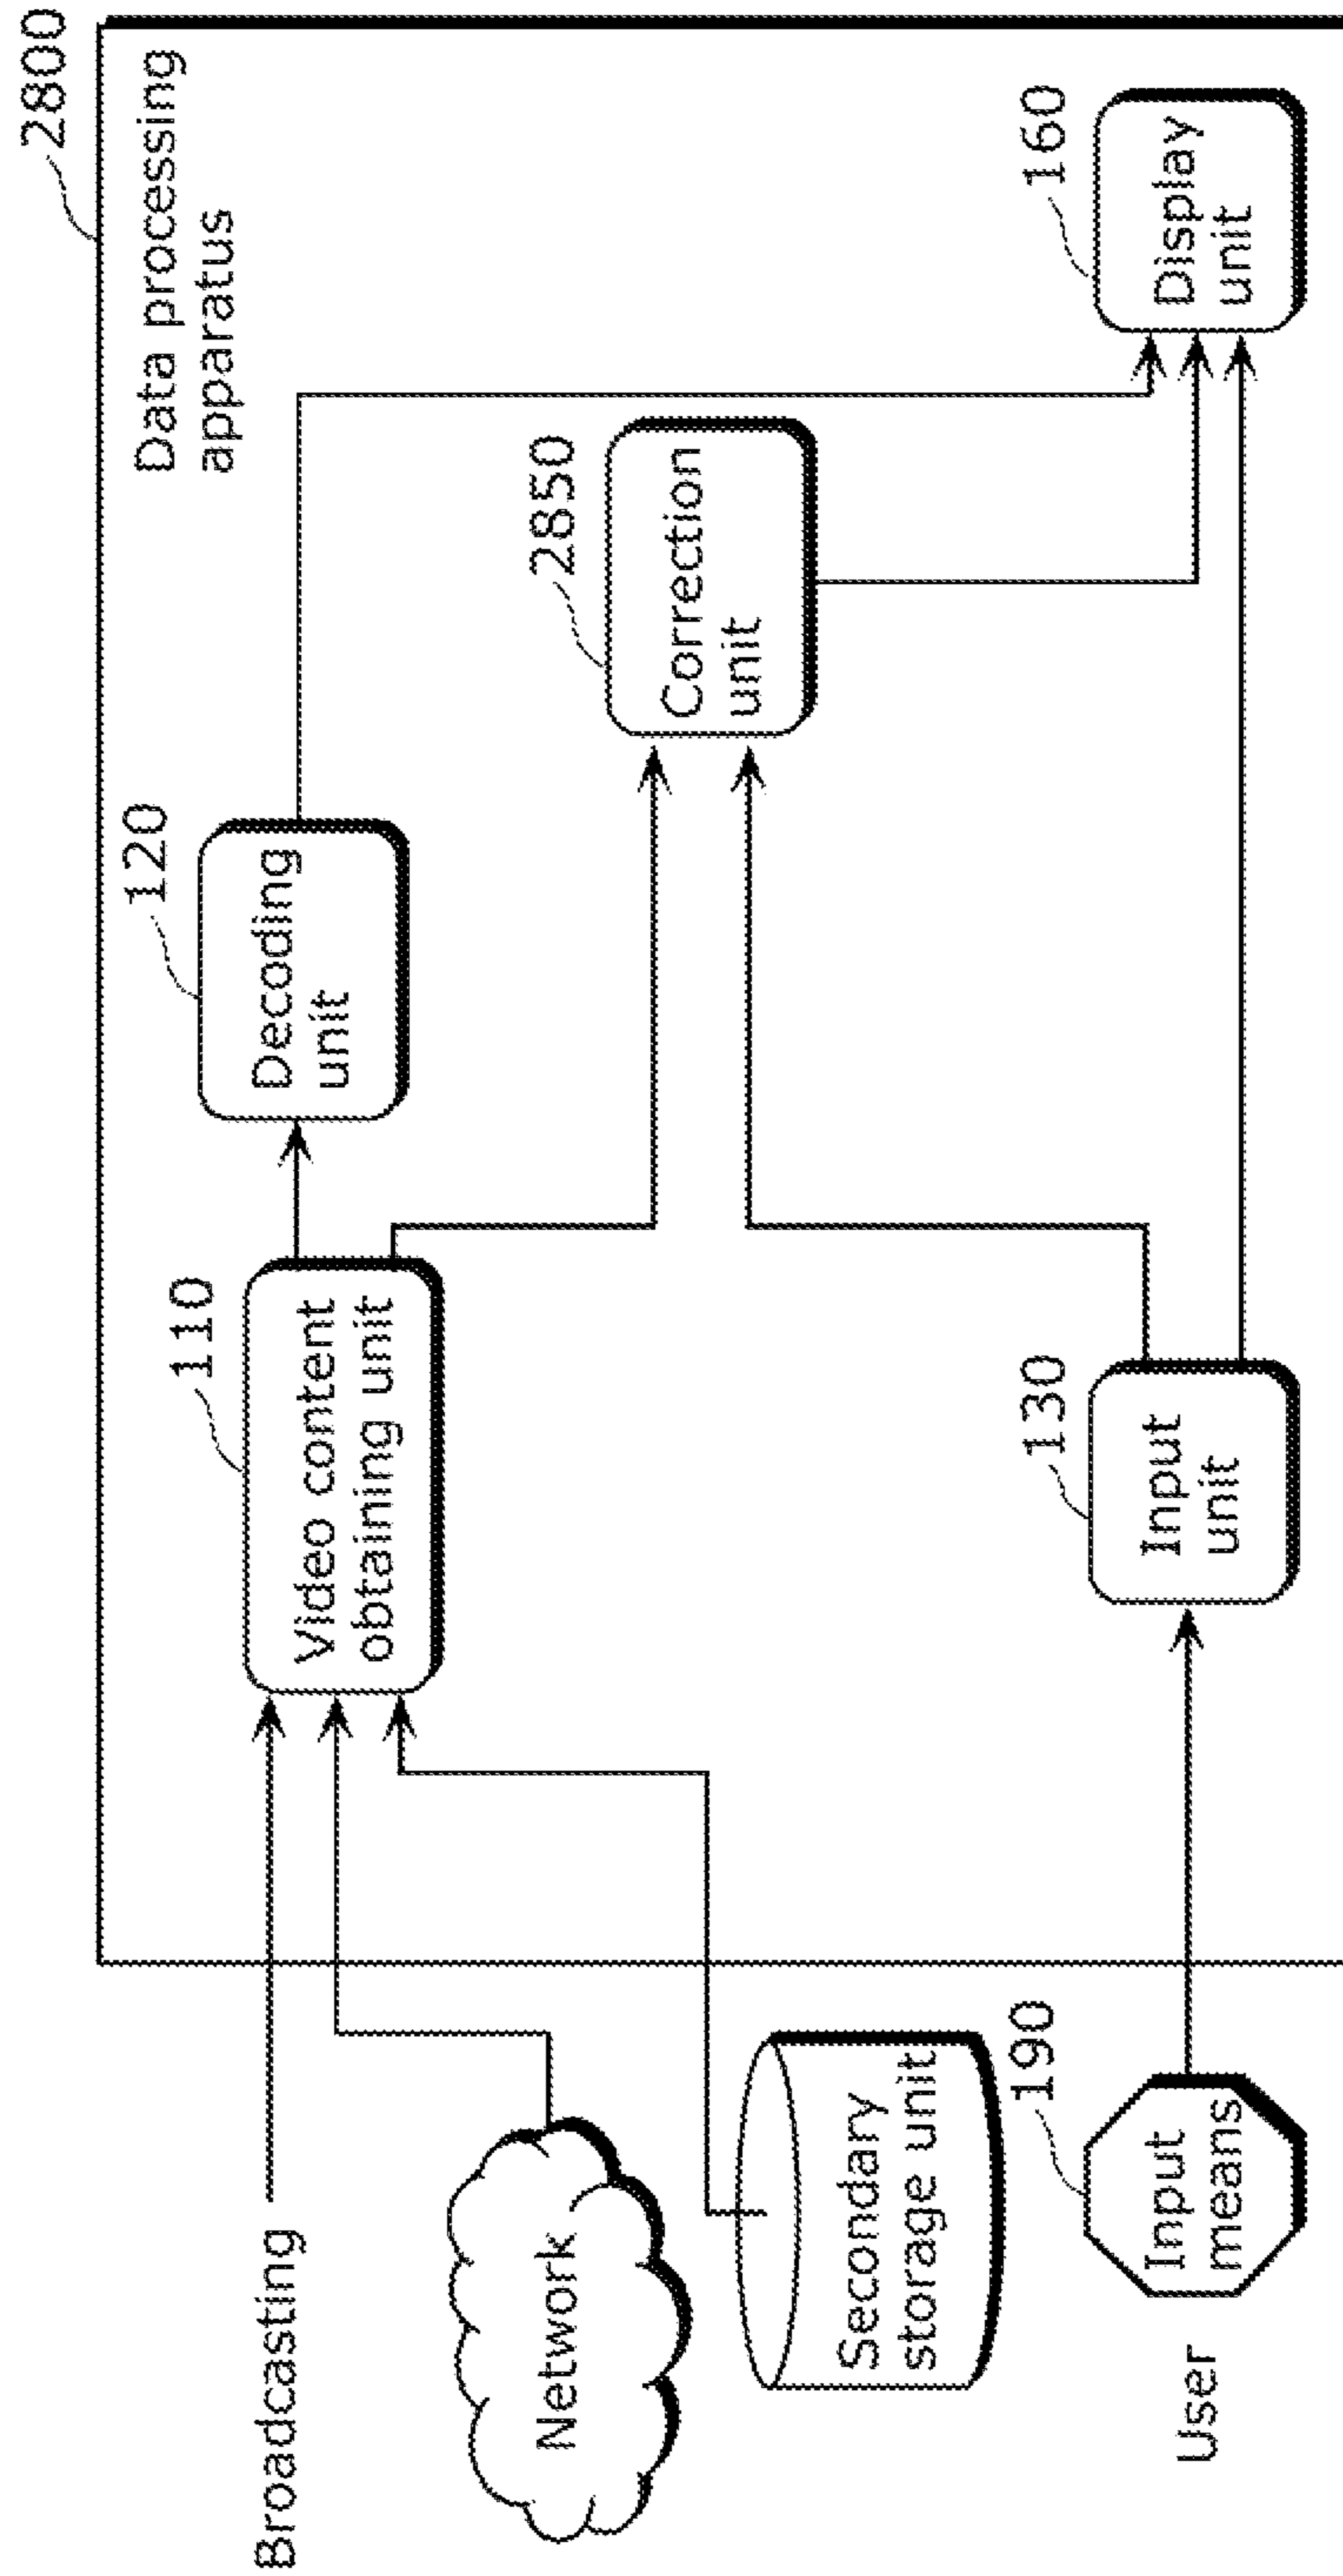 2800
Data processing
apparatus
Broadcasting
110
Video content
obtaining unit
120
Decoding
unit
Network
2850
Correction
unit
Secondary
storage unit
User
190
Input
means
130
Input
unit
160
Display
unit